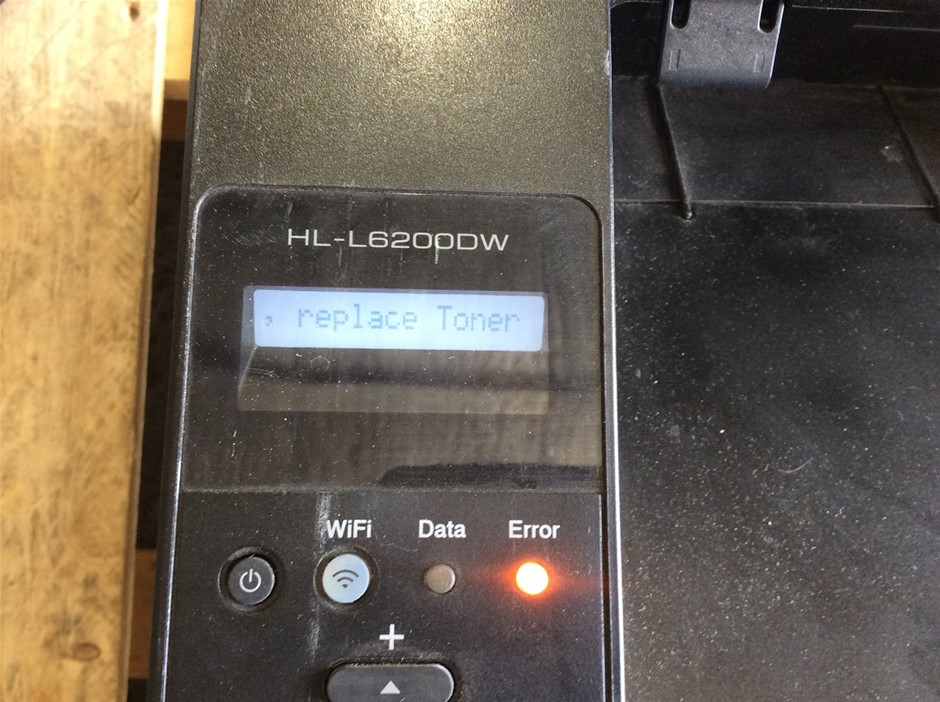 HL-L6200DW
, replace Toner
WiFi Data Error
+